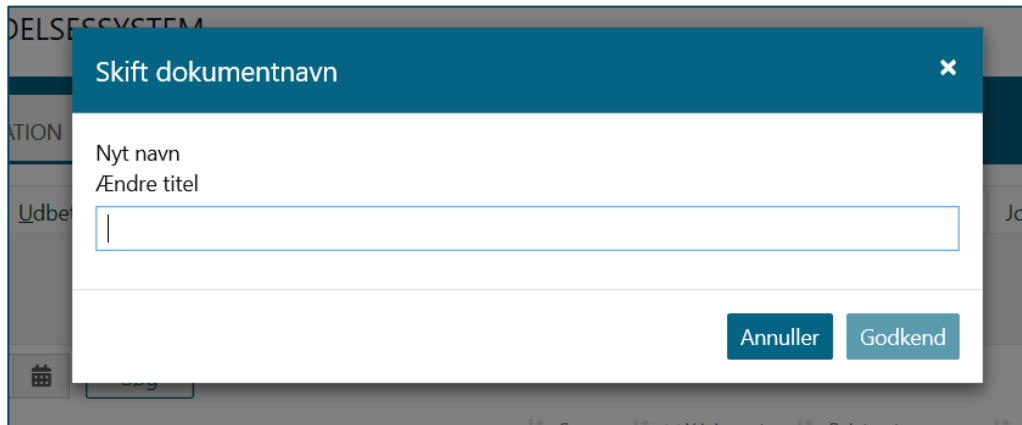 Skift dokumentnavn
Nyt navn
Ændre titel
Annuller
Godkend